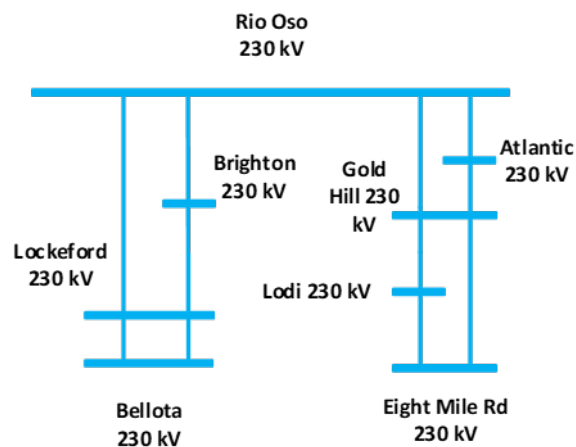 Rio Oso
230 kV
Brighton
230 kV
Gold
Hill 230
kV
Atlantic
230 kV
Lockeford
230 kV
Lodi 230 kV
Bellota
230 kV
Eight Mile Rd
230 kV